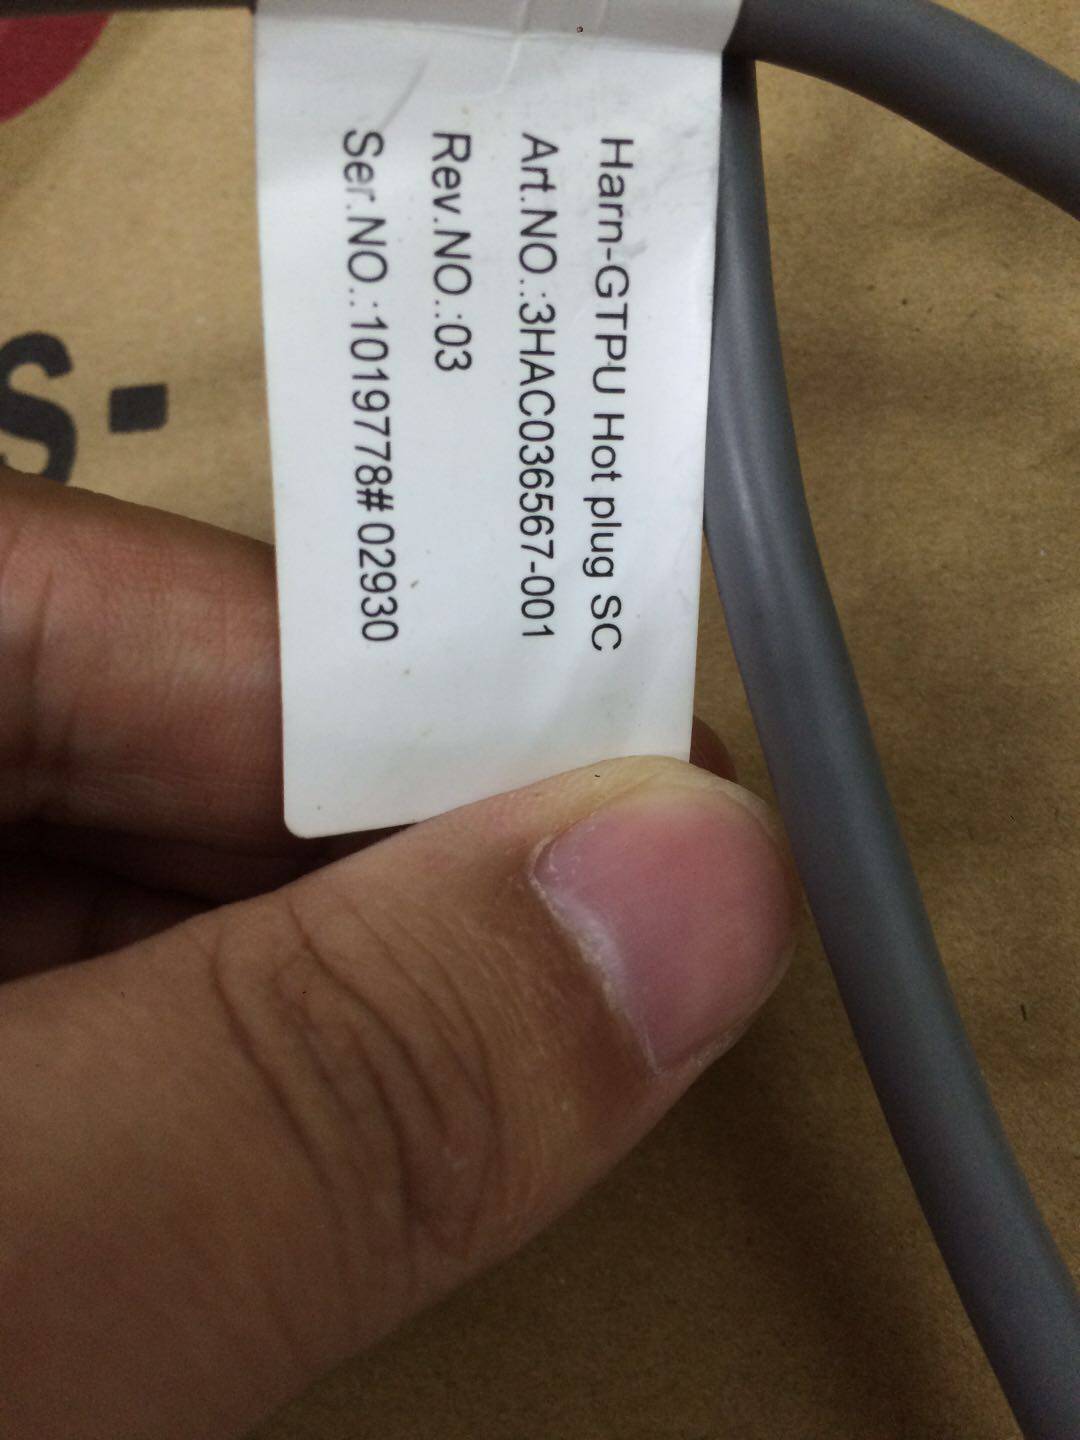 Harn-GTPU Hot plug SC
Art.NO.:3HAC036567-001
Rev.NO.:03
Ser.NO.:1019778#02930
s.